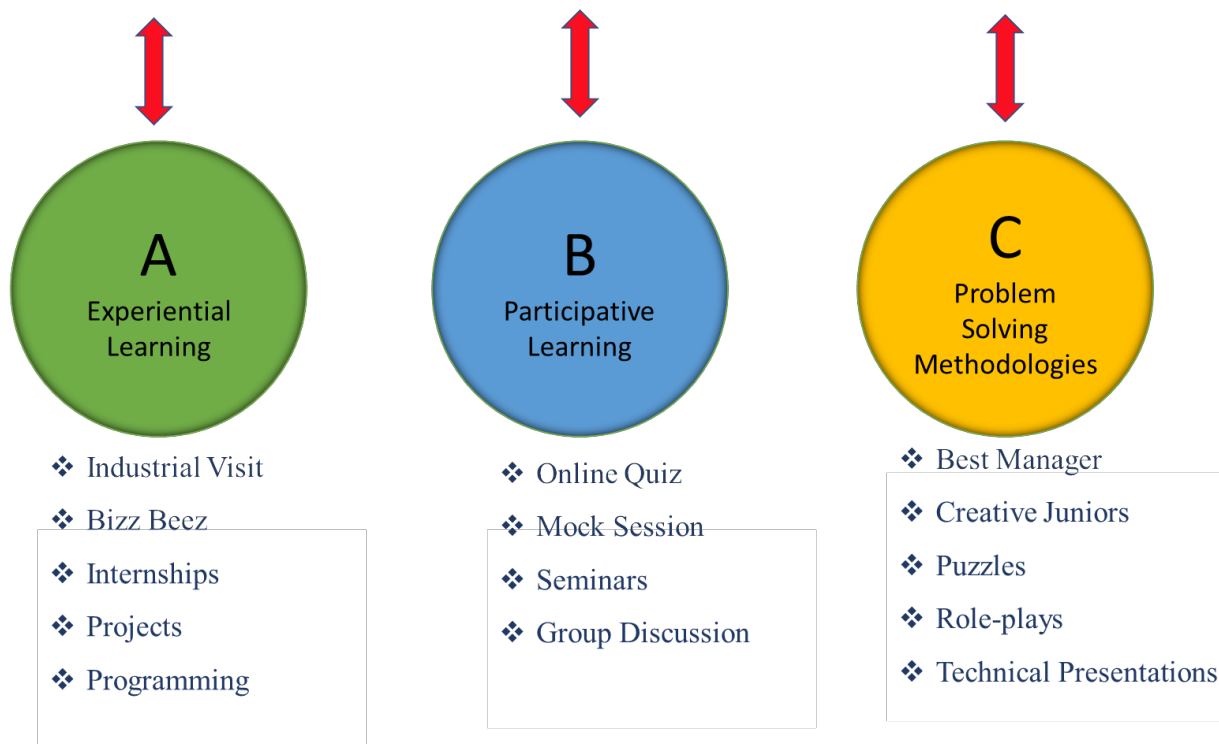 A
Experiential
Learning
❖ Industrial Visit
❖ Bizz Beez
❖ Internships
❖ Projects
❖ Programming
B
Participative
Learning
❖ Online Quiz
❖ Mock Session
❖ Seminars
❖ Group Discussion
C
Problem
Solving
Methodologies
❖ Best Manager
❖ Creative Juniors
❖ Puzzles
❖ Role-plays
❖ Technical Presentations